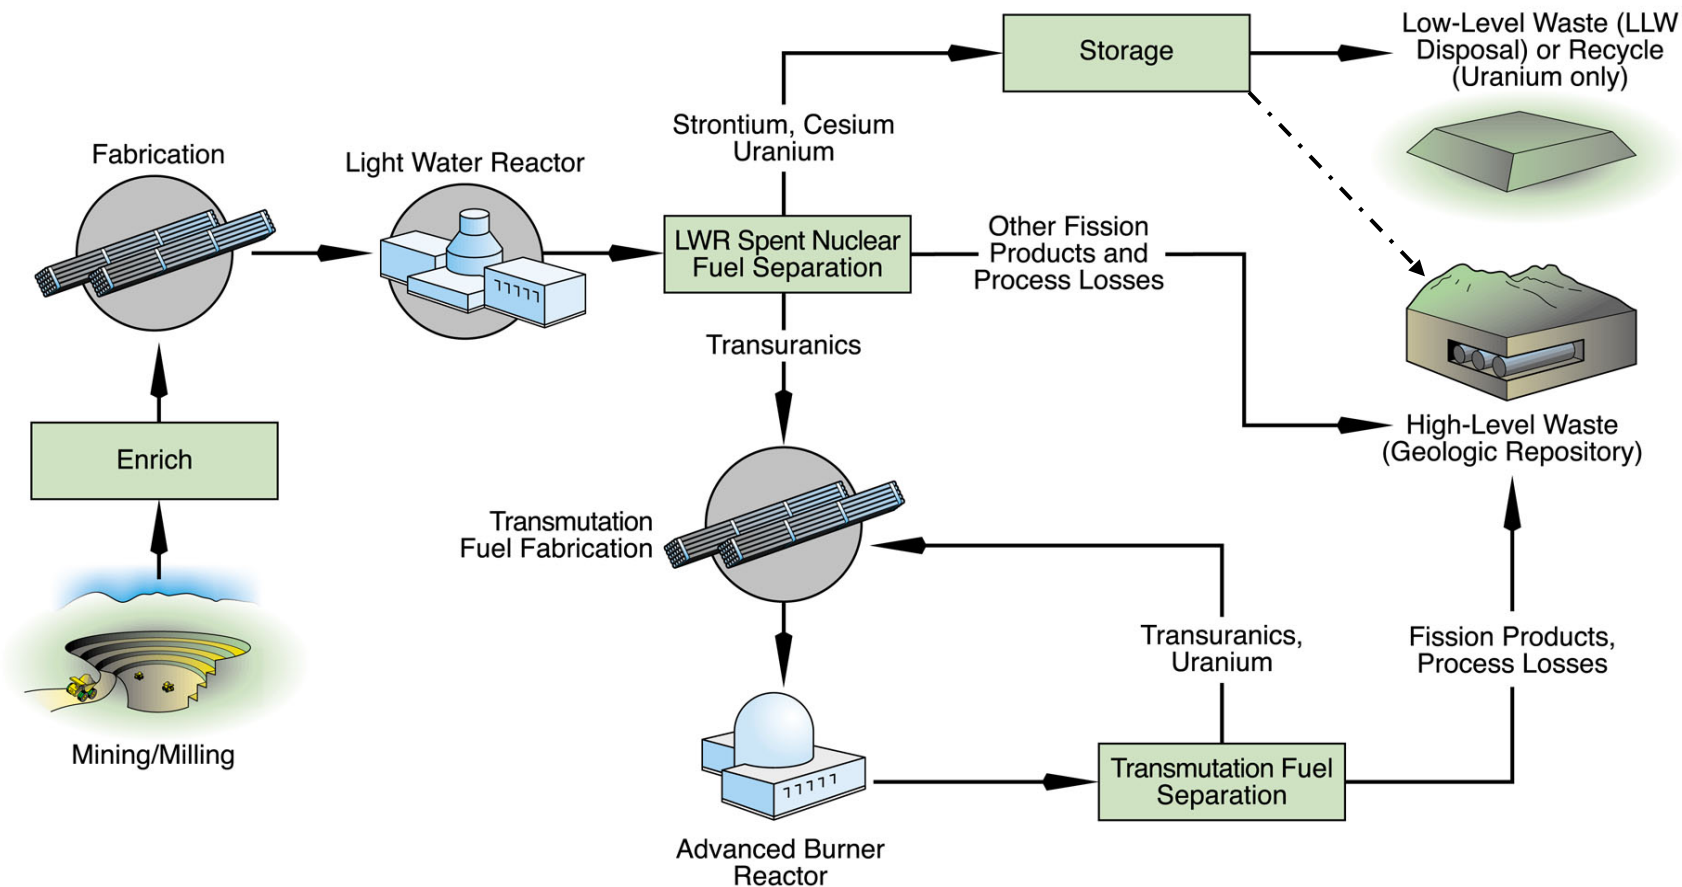 Storage
Low-Level Waste (LLW
Disposal) or Recycle
(Uranium only)
Strontium, Cesium
Uranium
Fabrication
Light Water Reactor
LWR Spent Nuclear
Fuel Separation
Other Fission
Products and
Process Losses
Transuranics
High-Level Waste
(Geologic Repository)
Enrich
Transmutation
Fuel Fabrication
Transuranics,
Uranium
Fission Products,
Process Losses
Mining/Milling
Transmutation Fuel
Separation
Advanced Burner
Reactor